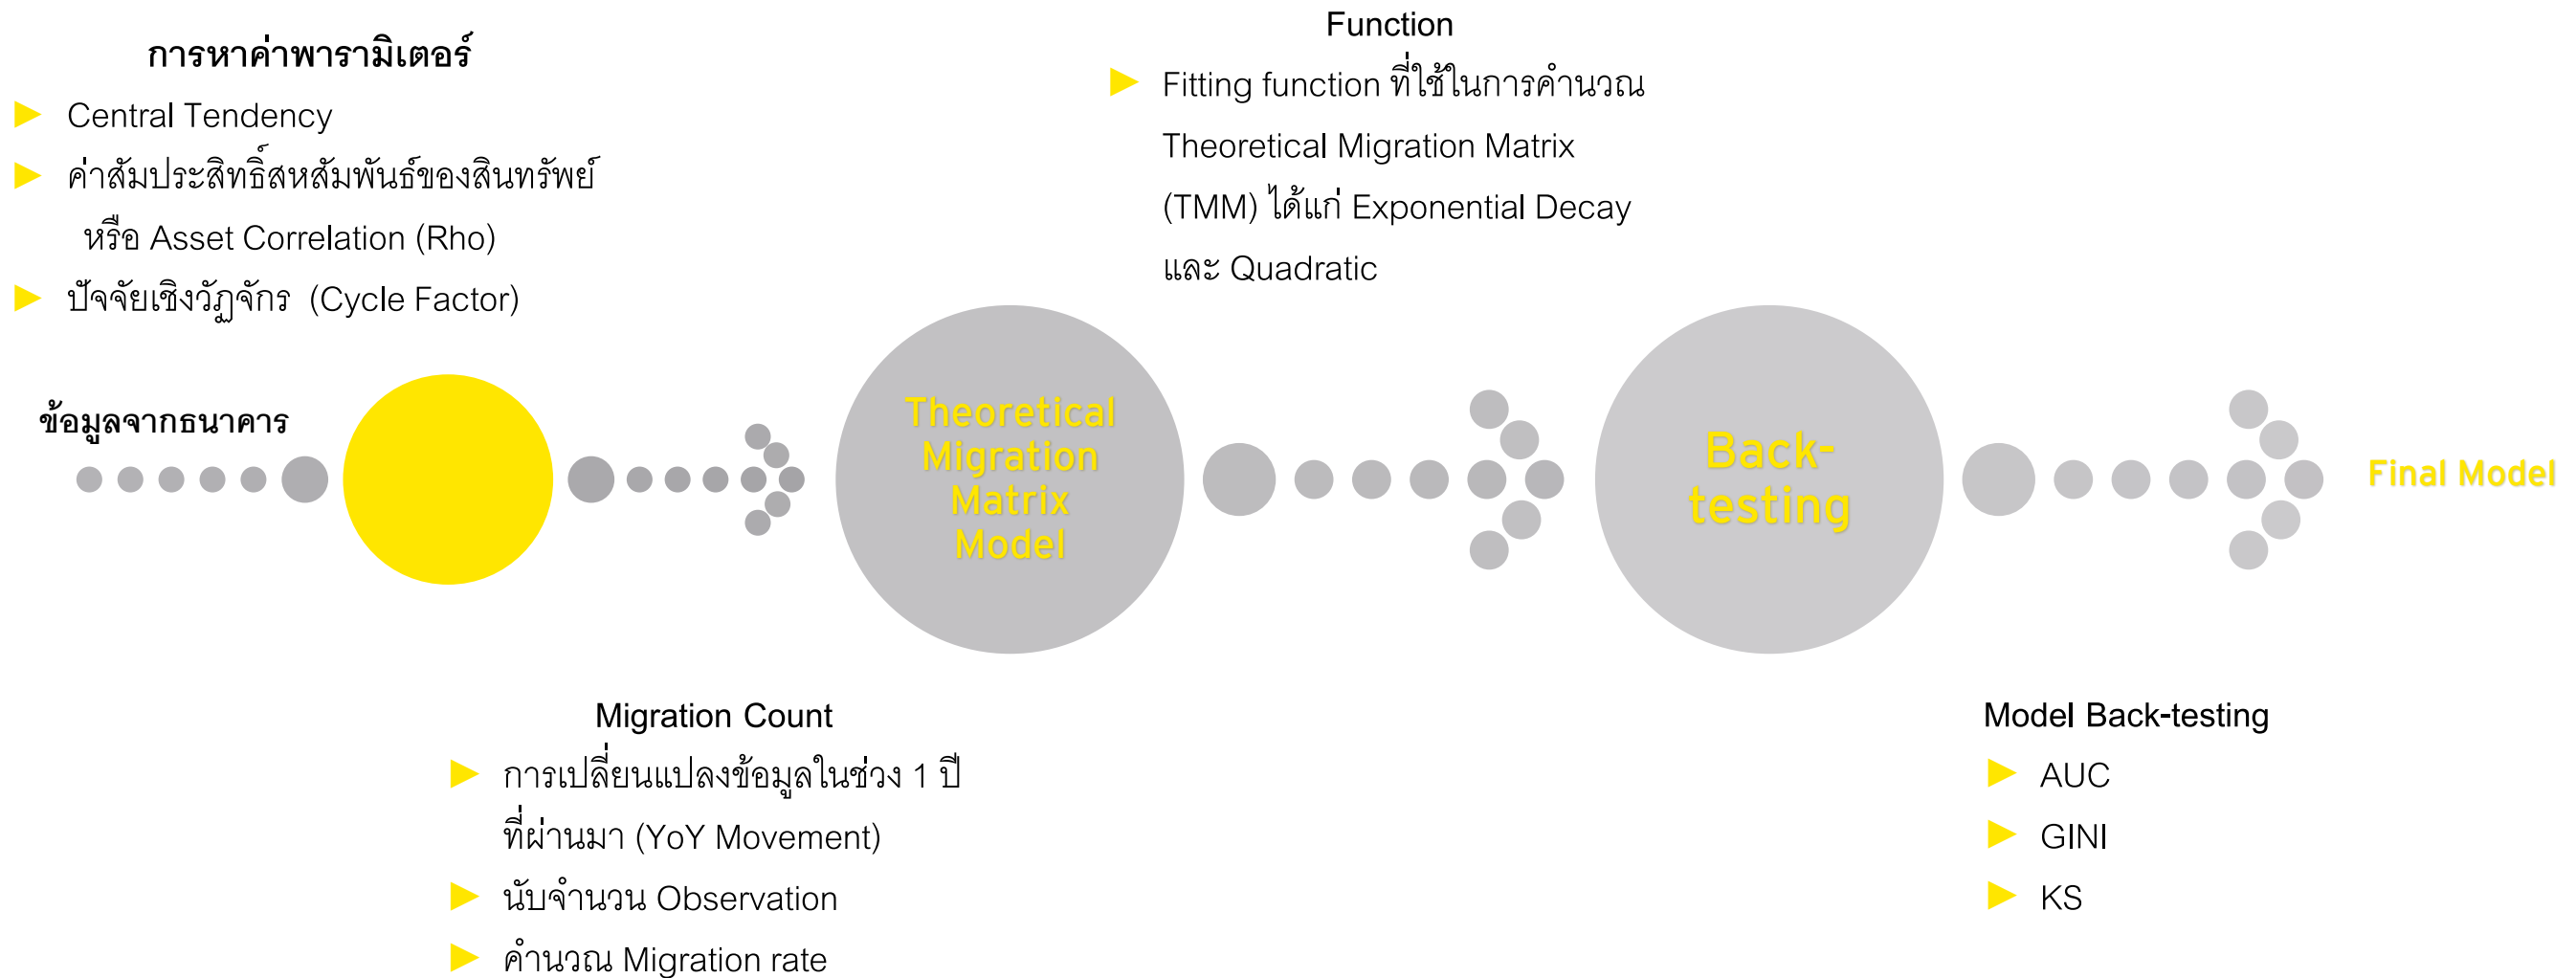 การหาค่าพารามิเตอร์
Central Tendency
ค่าสัมประสิทธิ์สหสัมพันธ์ของสินทรัพย์
หรือ Asset Correlation (Rho)
ปัจจัยเชิงวัฏจักร (Cycle Factor)
Function
Fitting function ที่ใช้ในการคำนวณ
Theoretical Migration Matrix
(TMM) ได้แก่ Exponential Decay
และ Quadratic
ข้อมูลจากธนาคาร
Theoretical
Migration
Matrix
Model
Back-
testing
Final Model
Migration Count
การเปลี่ยนแปลงข้อมูลในช่วง 1 ปี
ที่ผ่านมา (YoY Movement)
นับจำนวน Observation
คำนวณ Migration rate
Model Back-testing
AUC
GINI
KS